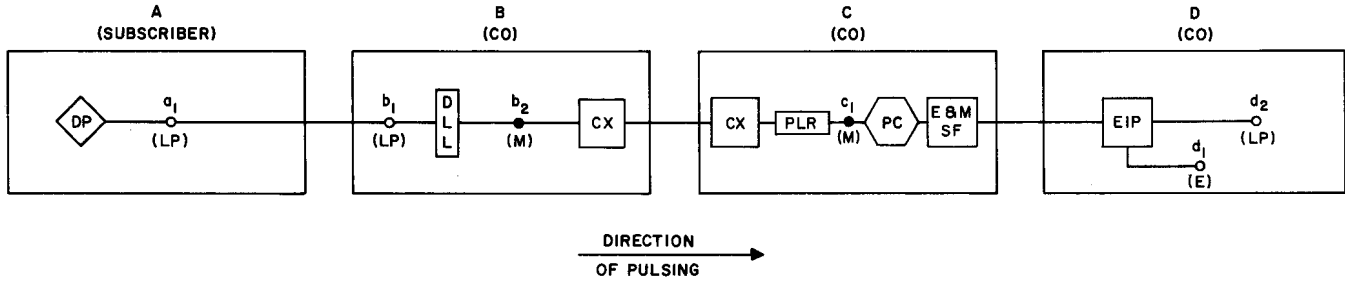 A
(SUBSCRIBER)
B
(CO)
C
(CO)
D
(CO)
DP
a1
(LP)
b1
(LP)
D
L
L
b2
(M)
CX
CX
PLR
c1
(M)
PC
E & M
SF
EIP
d2
(LP)
d1
(E)
DIRECTION
OF PULSING